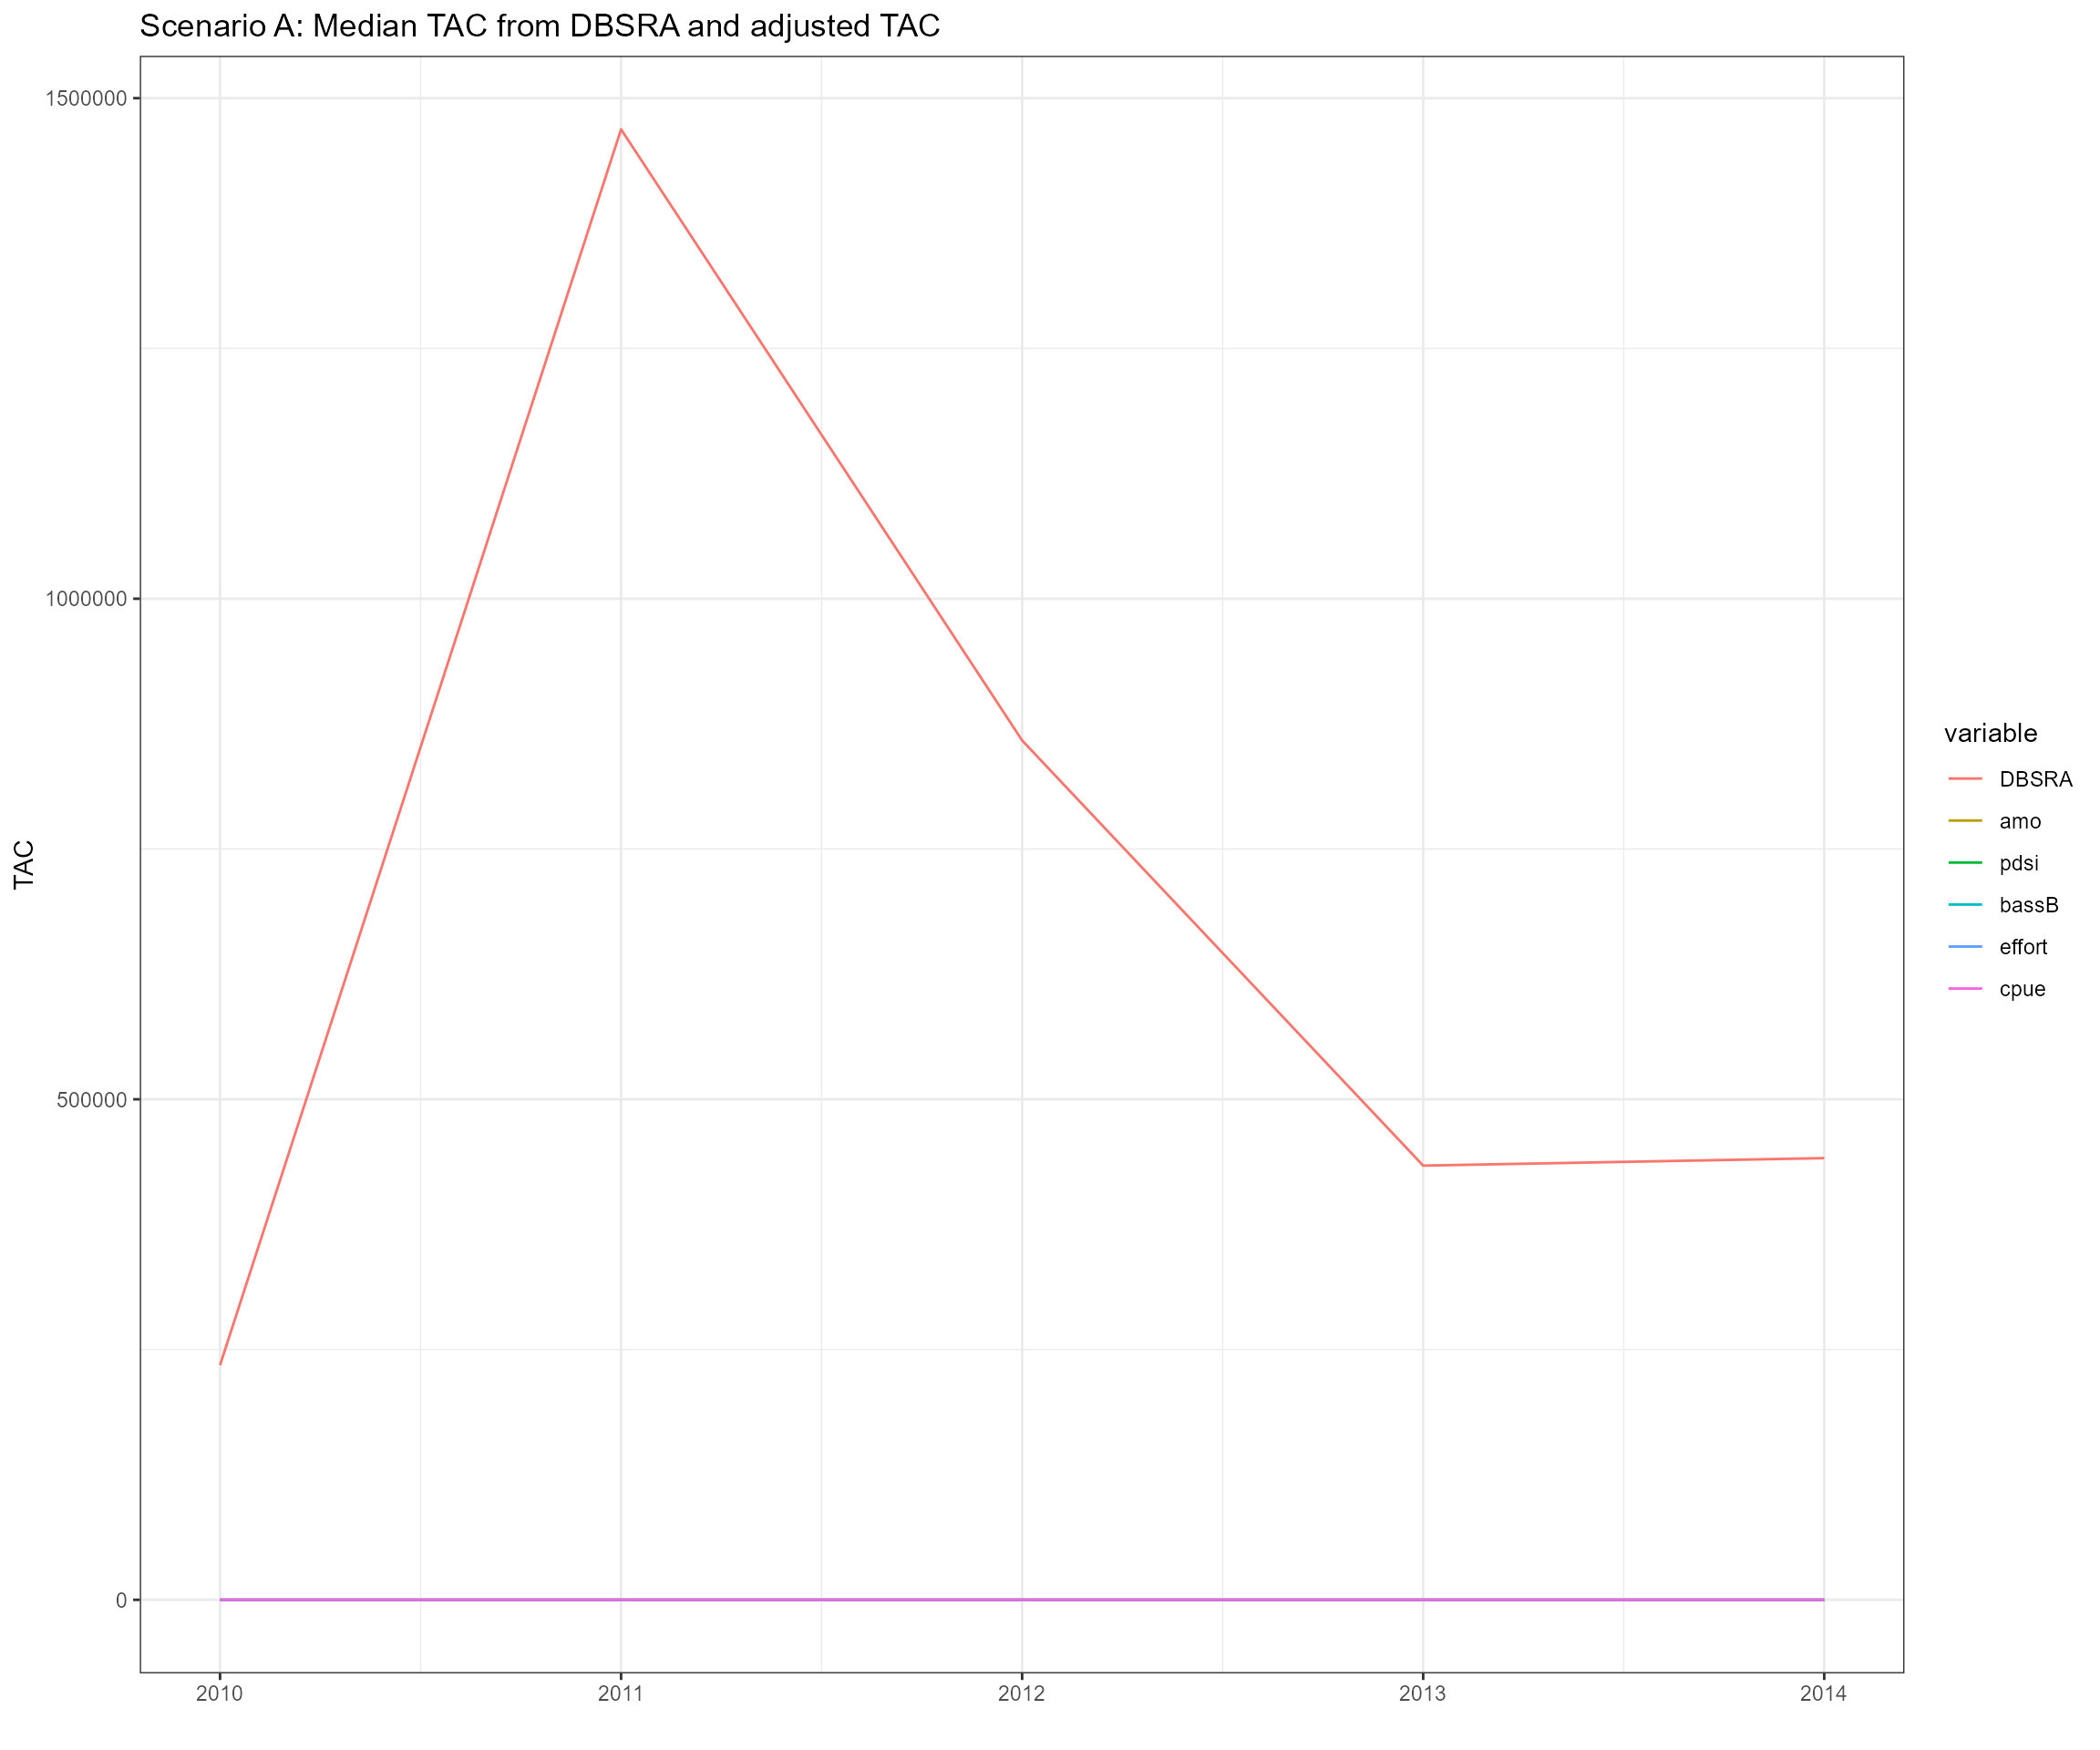 Scenario A: Median TAC from DBSRA and adjusted TAC
1500000
1000000
500000
0
TAC
2010 2011 2012 2013 2014
variable
DBSRA
amo
pdsi
bassB
effort
cpue